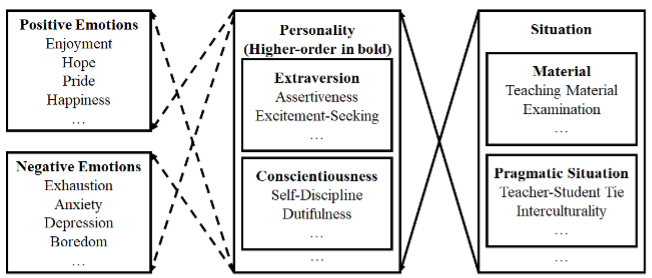 Positive Emotions
Enjoyment
Hope
Pride
Happiness
...
Negative Emotions
Exhaustion
Anxiety
Depression
Boredom
...
Personality
(Higher-order in bold)
Extraversion
Assertiveness
Excitement-Seeking
...
Conscientiousness
Self-Discipline
Dutifulness
...
...
Situation
Material
Teaching Material
Examination
...
Pragmatic Situation
Teacher-Student Tie
Interculturality
...
...